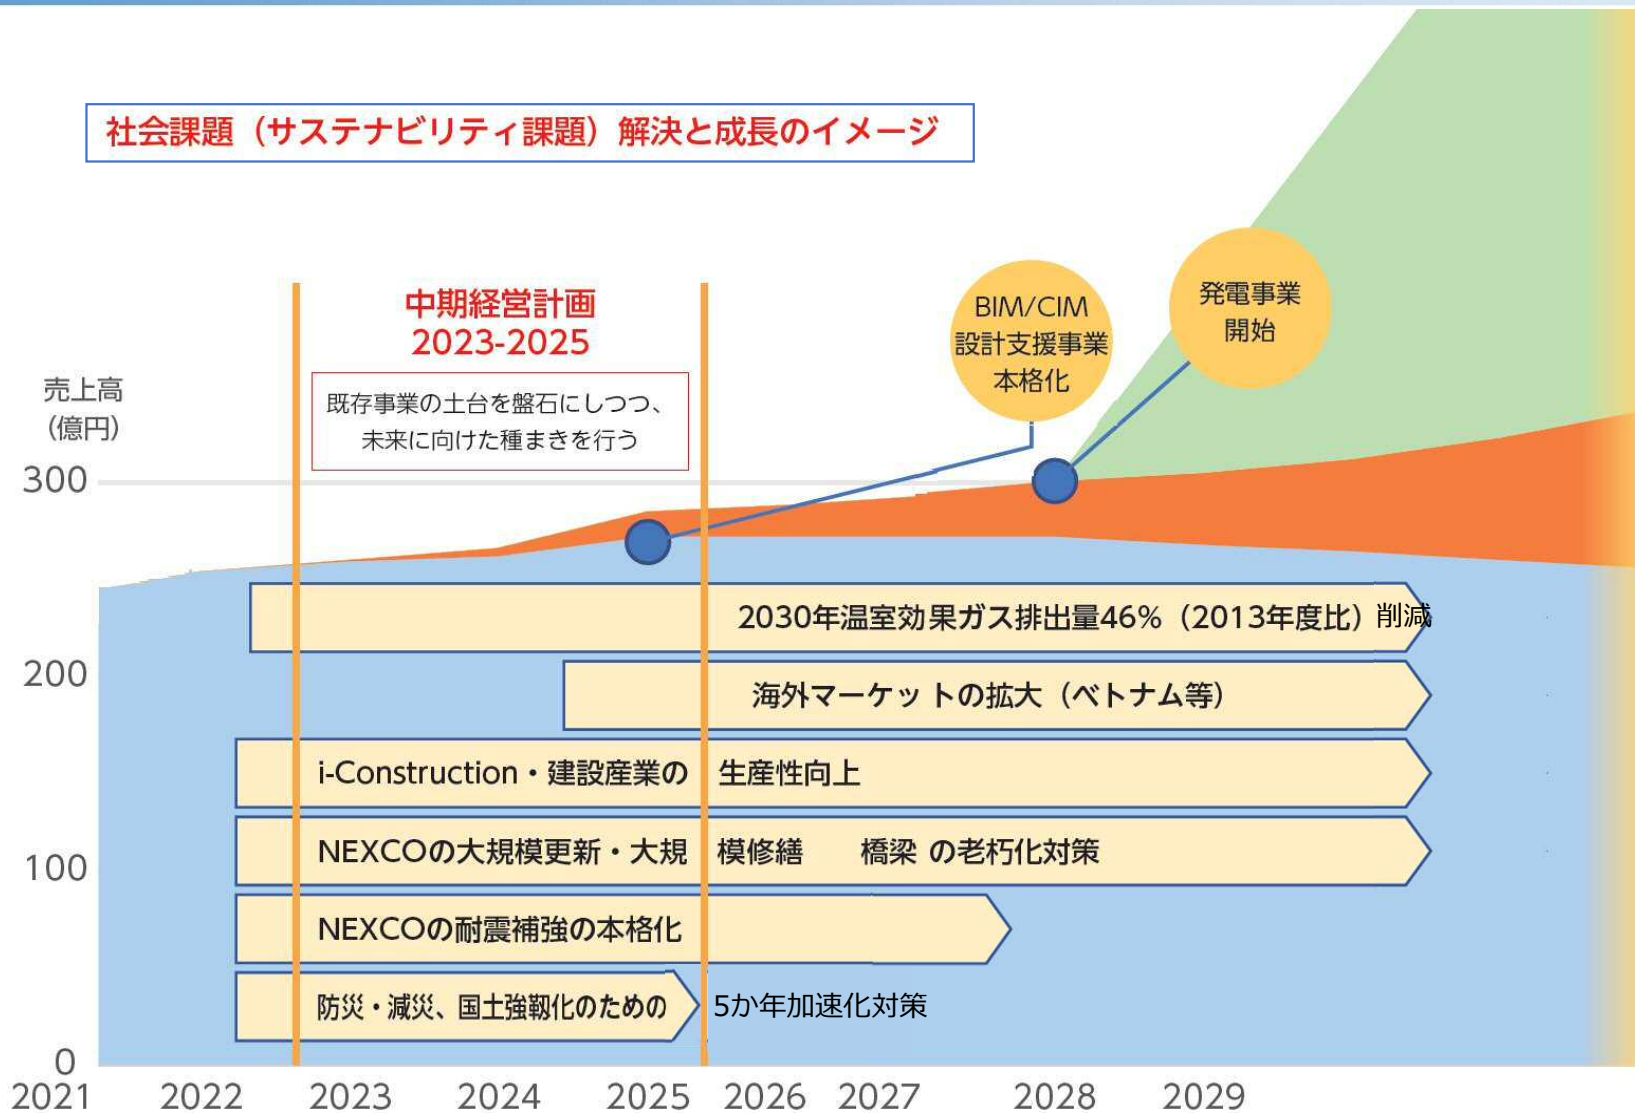 社会課題（サステナビリティ課題）解決と成長のイメージ
中期経営計画
2023-2025
既存事業の土台を盤石にしつつ、
未来に向けた種まきを行う
BIM/CIM
設計支援事業
本格化
発電事業
開始
売上高
（億円）
300
200
100
0
2030年温室効果ガス排出量46%（2013年度比）削減
海外マーケットの拡大（ベトナム等）
i-Construction・建設産業の 生産性向上
NEXCOの大規模更新・大規 模修繕 橋梁 の老朽化対策
NEXCOの耐震補強の本格化
防災・減災、国土強靱化のための 5か年加速化対策
2021 2022 2023 2024 2025 2026 2027 2028 2029